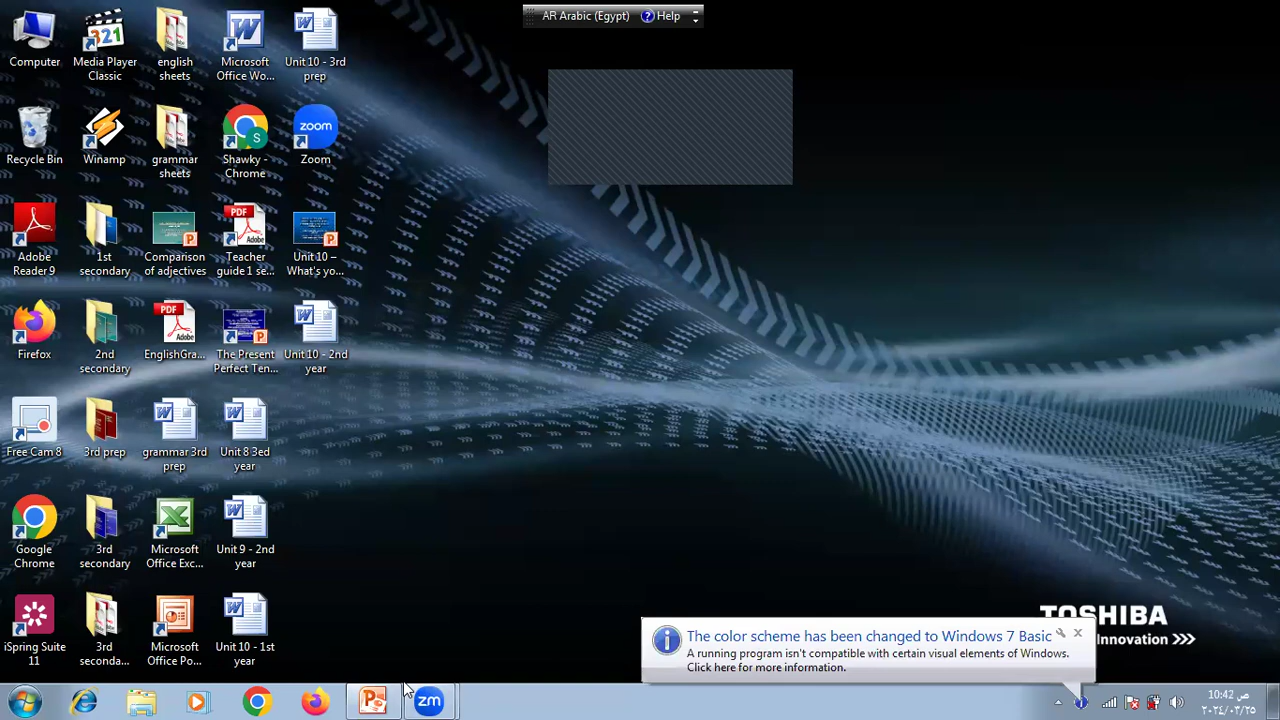 AR Arabic (Egypt)
Help
Computer
Media Player
Classic
english
sheets
Microsoft
Office Wo...
Unit 10 - 3rd
prep
Recycle Bin
Winamp
grammar
sheets
Shawky -
Chrome
Zoom
Adobe
Reader 9
1st
secondary
Comparison
of adjectives
Teacher
guide 1 se...
Unit 10 –
What's yo...
Firefox
2nd
secondary
EnglishGra...
The Present
Perfect Ten...
Unit 10 - 2nd
year
Free Cam 8
3rd prep
grammar 3rd
prep
Unit 8 3ed
year
Google
Chrome
3rd
secondary
Microsoft
Office Exc...
Unit 9 - 2nd
year
iSpring Suite
11
3rd
seconda...
Microsoft
Office Po...
Unit 10 - 1st
year
TOSHIBA
Innovation >>>
The color scheme has been changed to Windows 7 Basic
A running program isn't compatible with certain visual elements of Windows.
Click here for more information.
zm
10:42 ص
٢٠٢٤/٠٣/٢٥